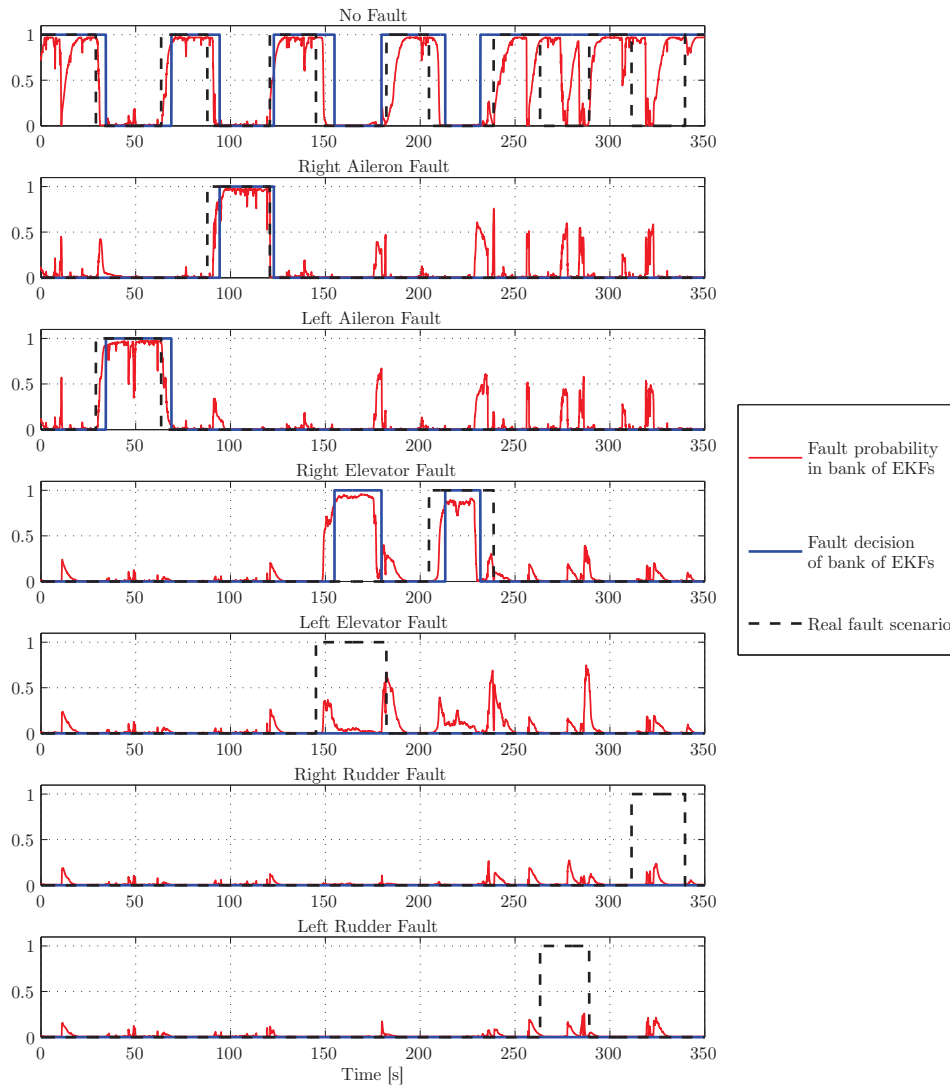 No Fault
1
0.5
0
0 50 100 150 200 250 300 350
Right Aileron Fault
1
0.5
0
0 50 100 150 200 250 300 350
Left Aileron Fault
1
0.5
0
0 50 100 150 200 250 300 350
Right Elevator Fault
1
0.5
0
0 50 100 150 200 250 300 350
Left Elevator Fault
1
0.5
0
0 50 100 150 200 250 300 350
Right Rudder Fault
1
0.5
0
0 50 100 150 200 250 300 350
Left Rudder Fault
1
0.5
0
0 50 100 150 200 250 300 350
Time [s]
Fault probability
in bank of EKFs
Fault decision
of bank of EKFs
Real fault scenario